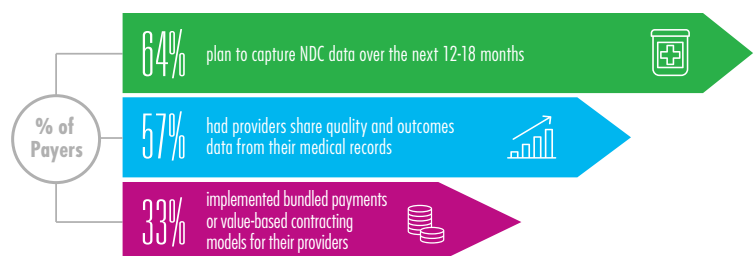 % of
Payers
64%
plan to capture NDC data over the next 12-18 months
57%
had providers share quality and outcomes
data from their medical records
33%
implemented bundled payments
or value-based contracting
models for their providers